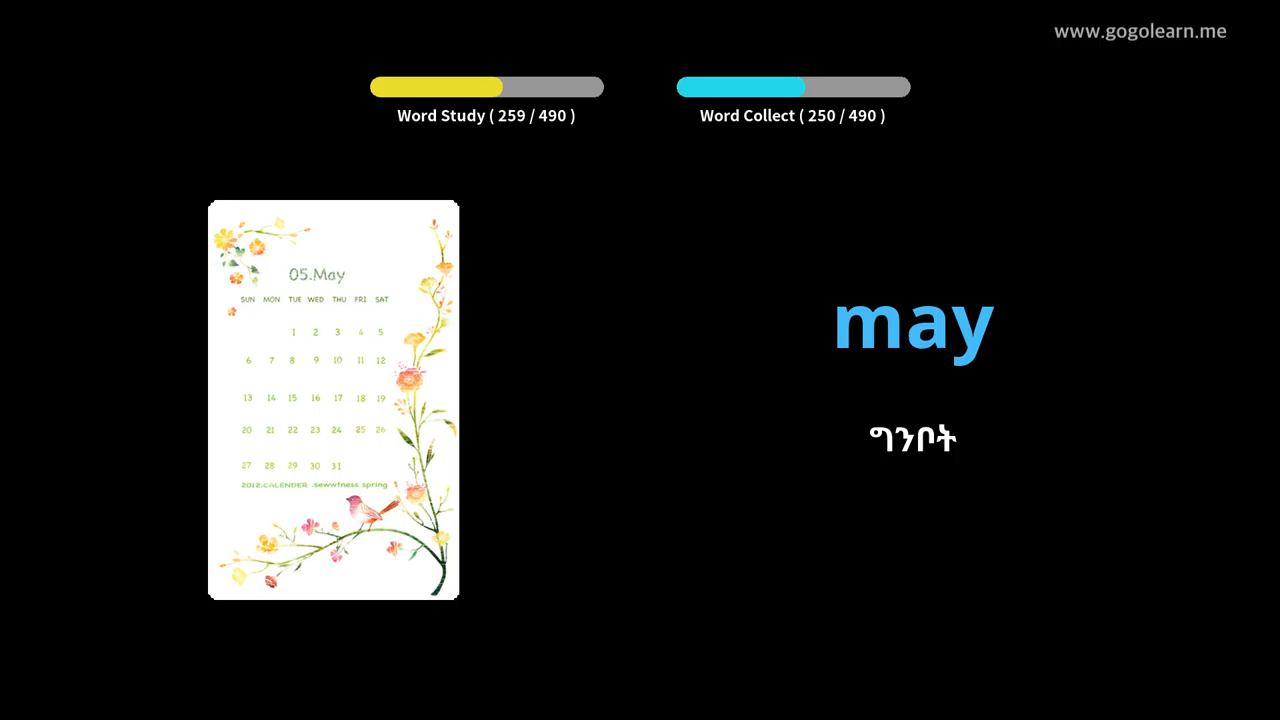 www.gogolearn.me
Word Study ( 259 / 490 )
Word Collect ( 250 / 490 )
05.May
SUN MON TUE WED THU FRI SAT
1 2 3 4 5
6 7 8 9 10 11 12
13 14 15 16 17 18 19
20 21 22 23 24 25 26
27 28 29 30 31
2012.CALENDER .sewwtness spring
may
ግንቦት